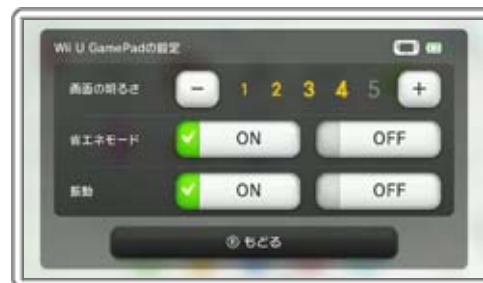 Wii U GamePadの設定
画面の明るさ − 1 2 3 4 5 +
省エネモード ON OFF
振動 ON OFF
Ⓑ もどる